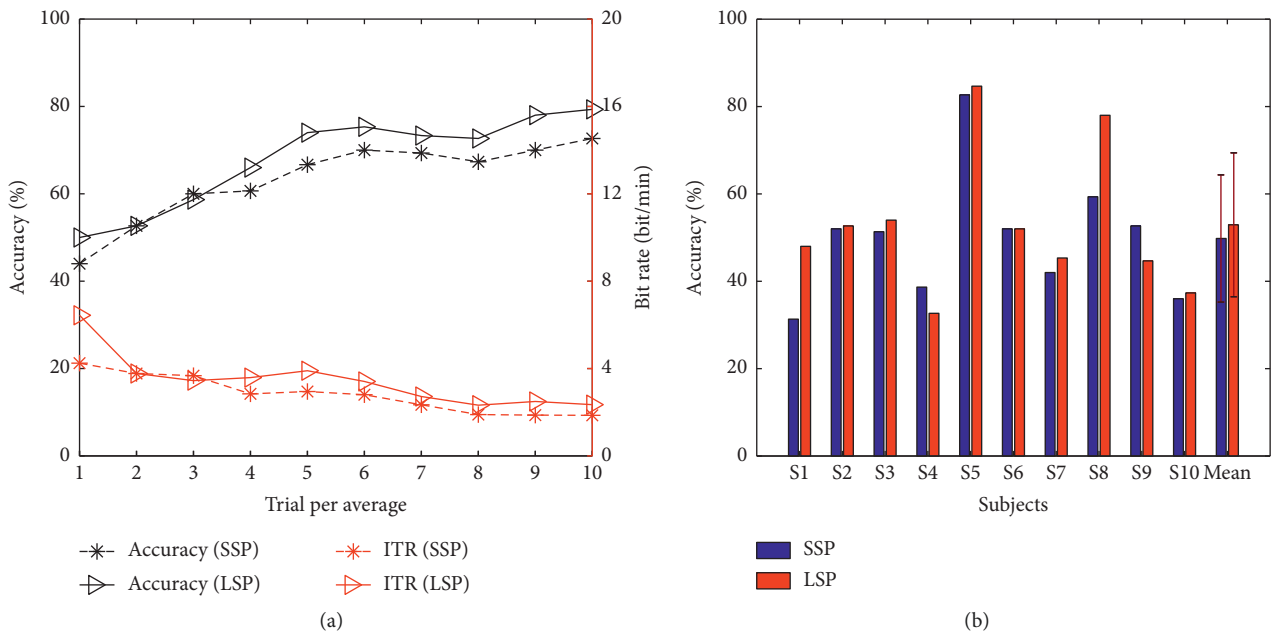 100
80
60
40
20
0
Accuracy (%)
20
16
12
8
4
0
Bit rate (bit/min)
1 2 3 4 5 6 7 8 9 10
Trial per average
Accuracy (SSP)
Accuracy (LSP)
ITR (SSP)
ITR (LSP)
(a)
100
80
60
40
20
0
Accuracy (%)
S1 S2 S3 S4 S5 S6 S7 S8 S9 S10 Mean
Subjects
SSP
LSP
(b)